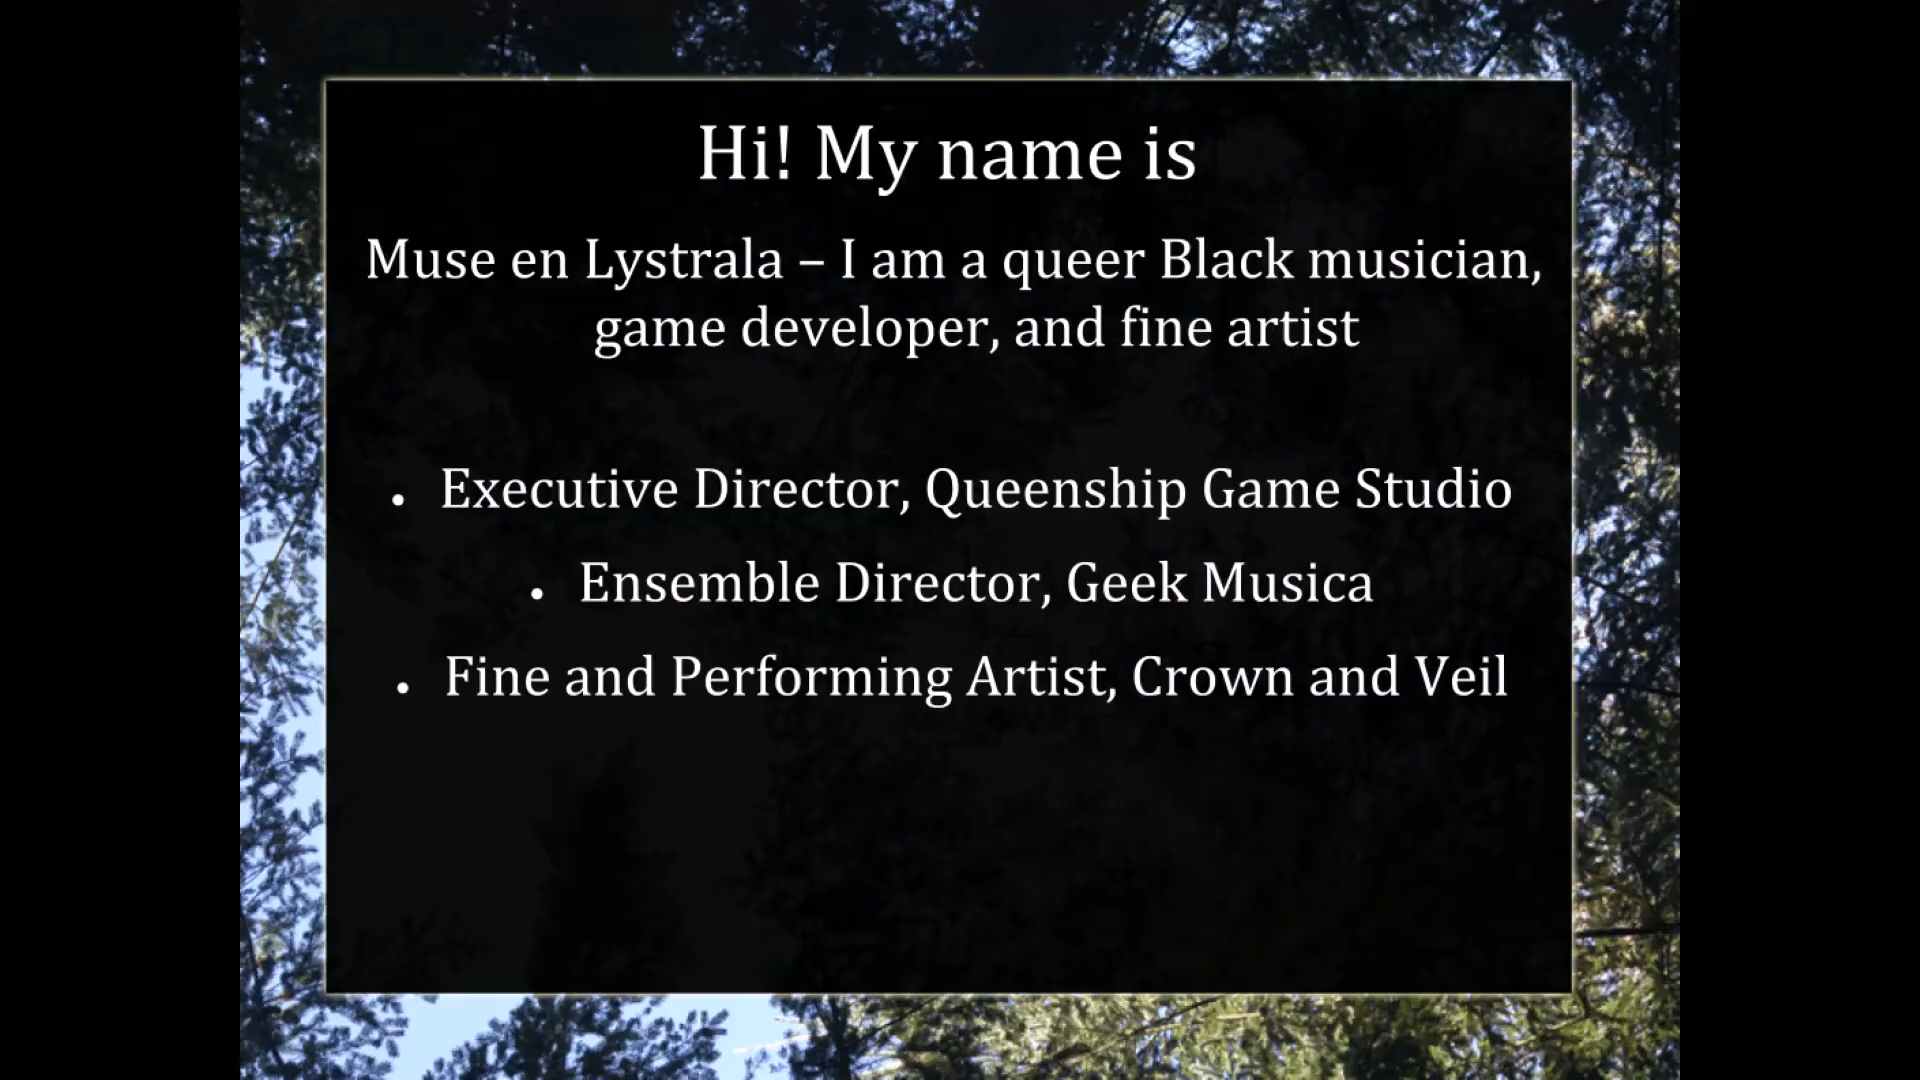 Hi! My name is
Muse en Lystrala – I am a queer Black musician,
game developer, and fine artist
• Executive Director, Queenship Game Studio
• Ensemble Director, Geek Musica
• Fine and Performing Artist, Crown and Veil